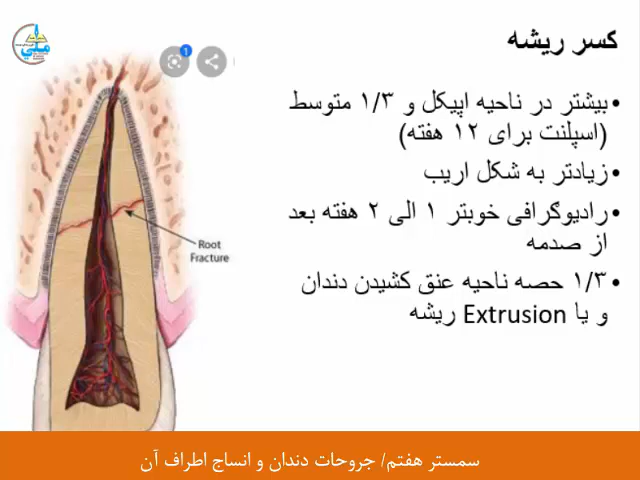 کسر ریشه
•بیشتر در ناحیه اپیکل و ۱/۳ متوسط
(اسپلنت برای ۱۲ هفته)
•زیادتر به شکل اریب
•رادیوگرافی خوبتر ۱ الی ۲ هفته بعد
از صدمه
•۱/۳ حصه ناحیه عنق کشیدن دندان
و یا Extrusion ریشه
1
Root
Fracture
ملی
سمستر هفتم/ جروحات دندان و انساج اطراف آن